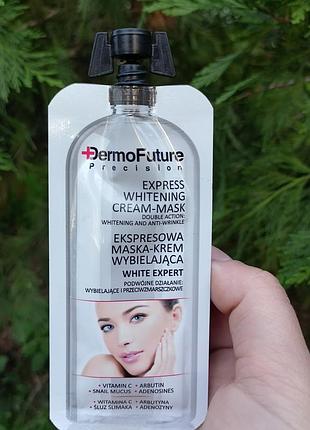 DermoFuture
Precision
EXPRESS
WHITENING
CREAM-MASK
DOUBLE ACTION:
WHITENING AND ANTI-WRINKLE
EKSPRESOWA
MASKA-KREM
WYBIELAJĄCA
WHITE EXPERT
PODWÓJNE DZIAŁANIE:
WYBIELAJĄCE I PRZECIWZMARSZCZKOWE
• VITAMIN C • ARBUTIN
• SNAIL MUCUS • ADENOSINES
• WITAMINA C • ARBUTYNA
• ŚLUZ ŚLIMAKA • ADENOZYNY